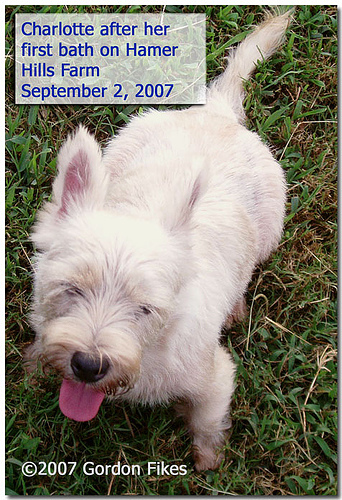 Charlotte after her
first bath on Hamer
Hills Farm
September 2, 2007
©2007 Gordon Fikes